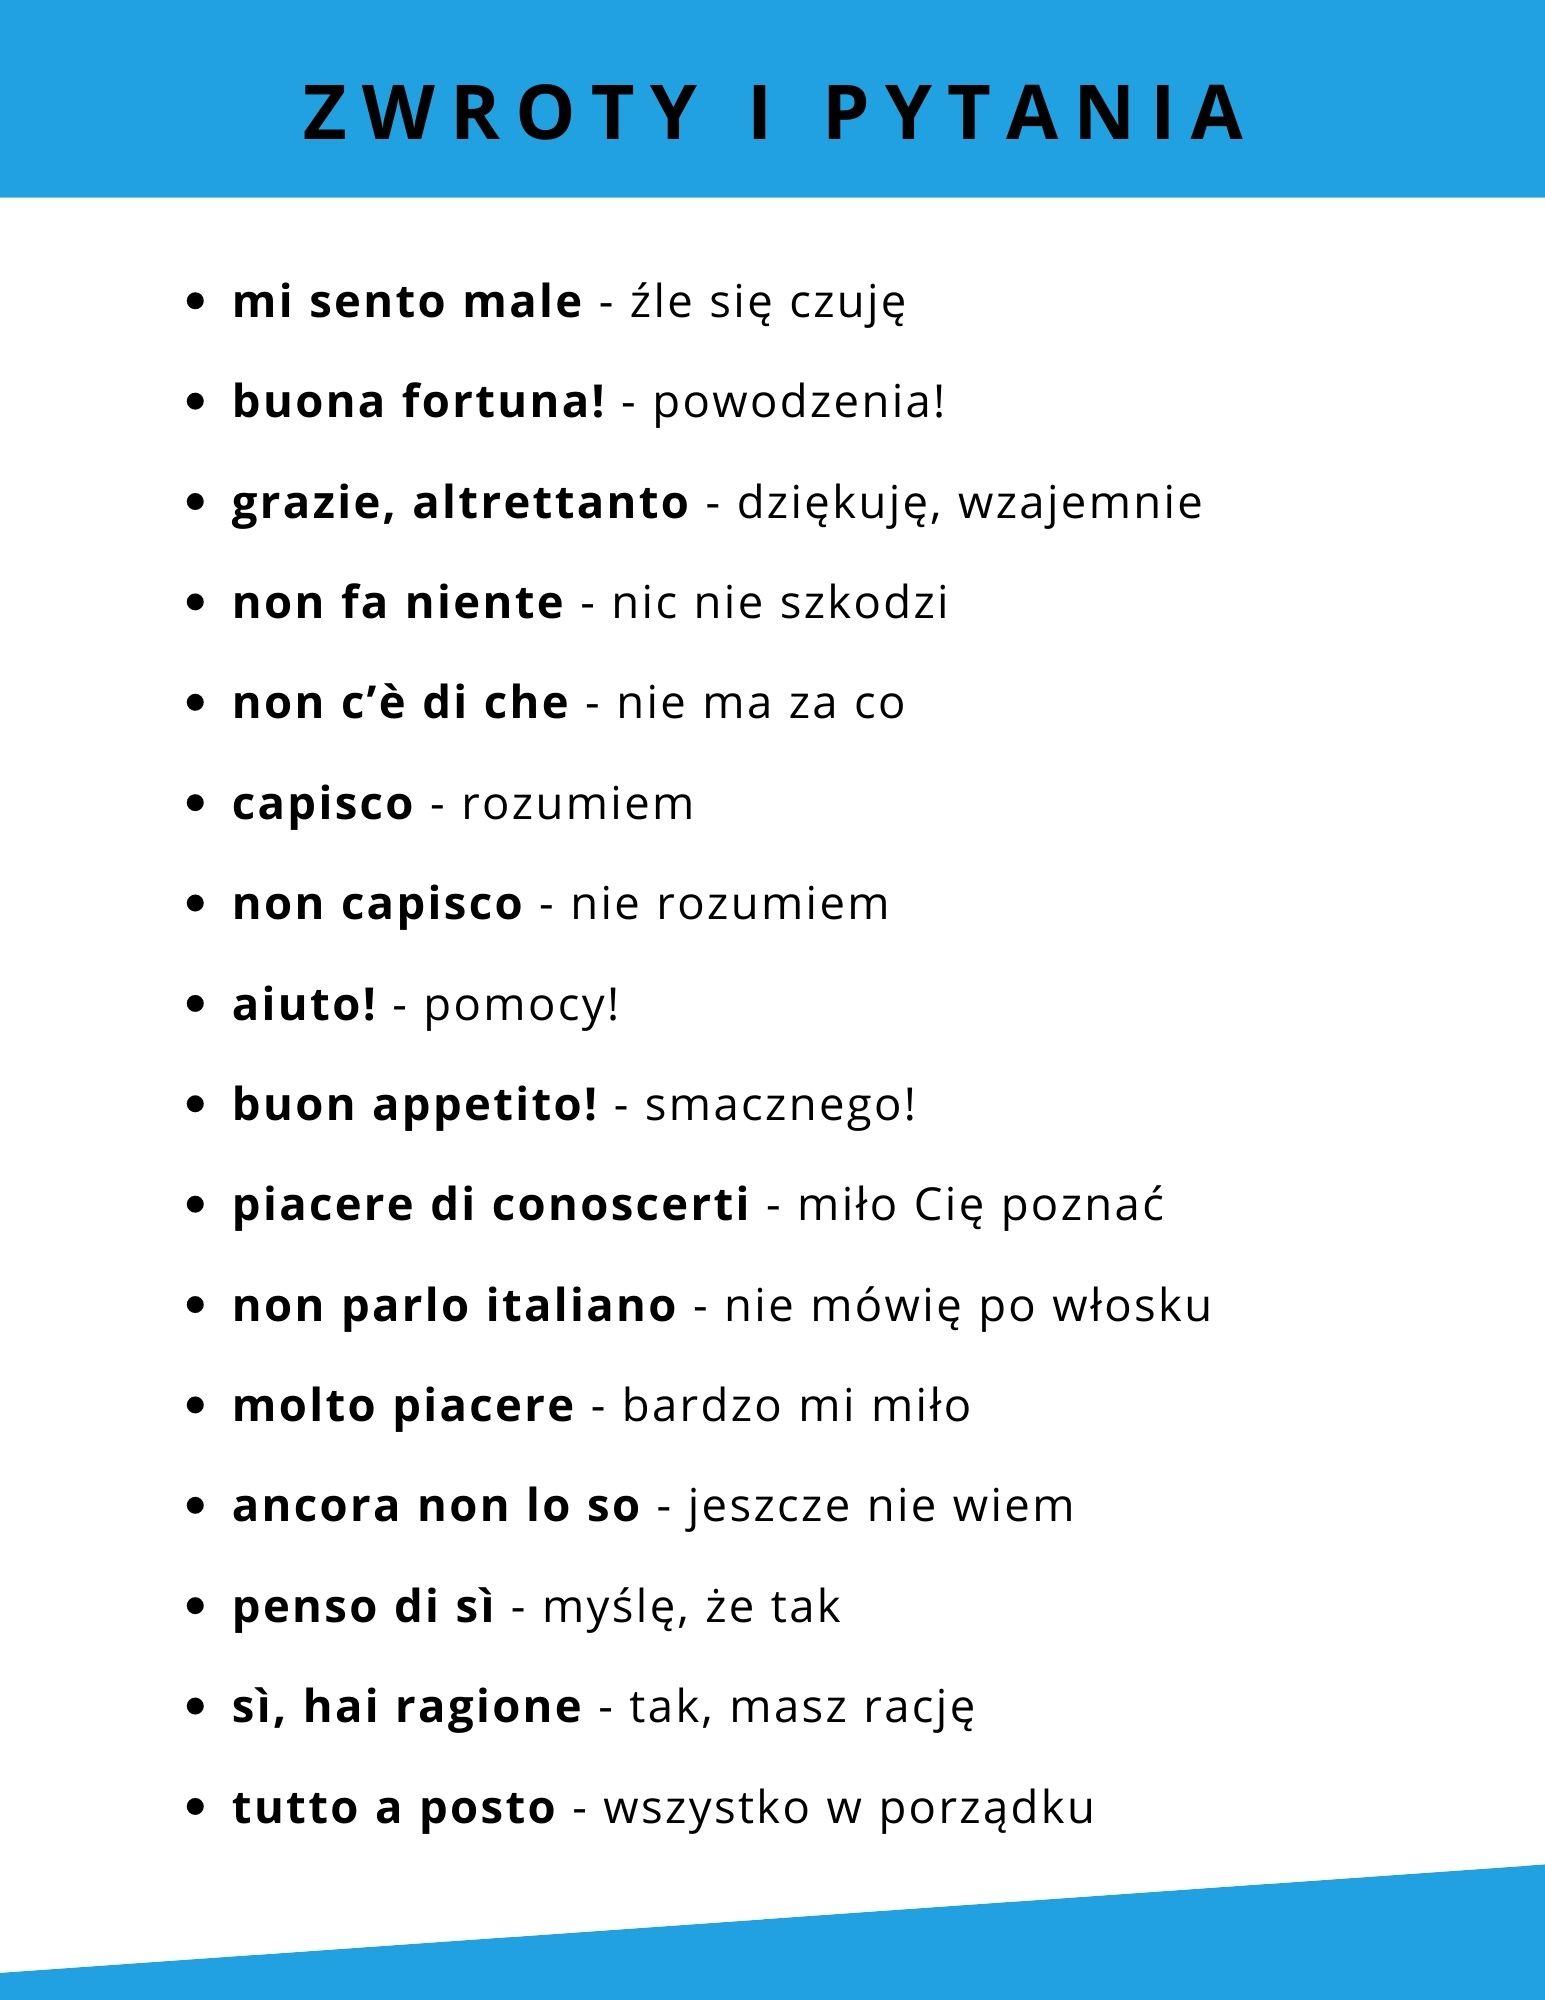 ZWROTY I PYTANIA
• mi sento male - źle się czuję
• buona fortuna! - powodzenia!
• grazie, altrettanto - dziękuję, wzajemnie
• non fa niente - nic nie szkodzi
• non c’è di che - nie ma za co
• capisco - rozumiem
• non capisco - nie rozumiem
• aiuto! - pomocy!
• buon appetito! - smacznego!
• piacere di conoscerti - miło Cię poznać
• non parlo italiano - nie mówię po włosku
• molto piacere - bardzo mi miło
• ancora non lo so - jeszcze nie wiem
• penso di sì - myślę, że tak
• sì, hai ragione - tak, masz rację
• tutto a posto - wszystko w porządku